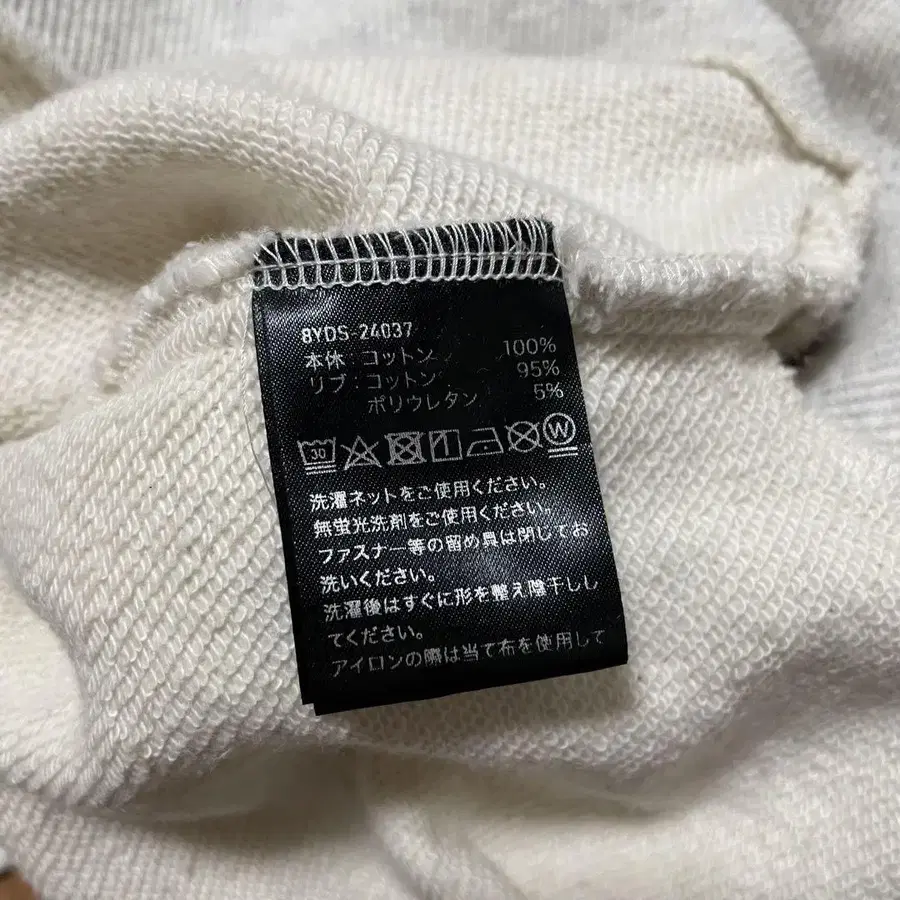 8YDS-24037
本体:コットン 100%
リブ:コットン 95%
ポリウレタン 5%
30 W
洗濯ネットをご使用ください。
無蛍光洗剤をご使用ください。
ファスナー等の留め具は閉じてお
洗いください。
洗濯後はすぐに形を整え陰干しし
てください。
アイロンの際は当て布を使用して